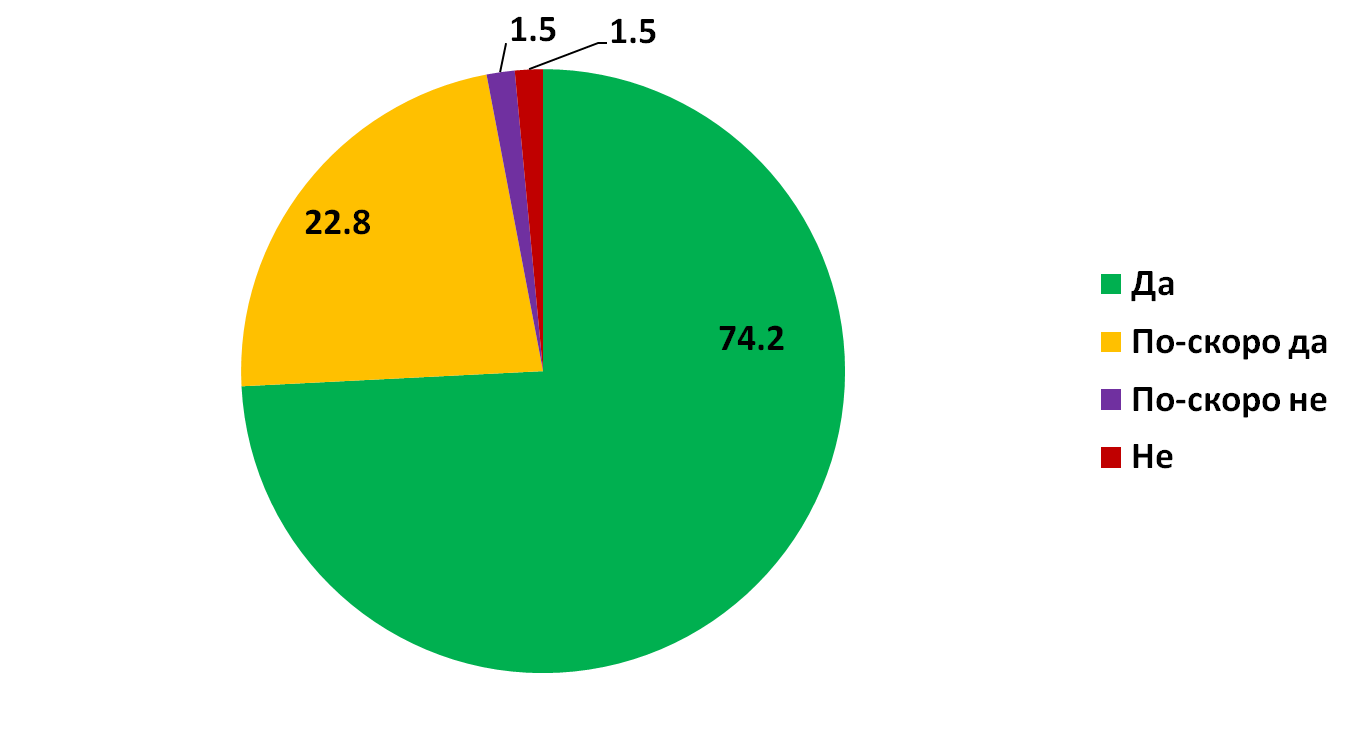 1.5
1.5
22.8
74.2
Да
По-скоро да
По-скоро не
Не